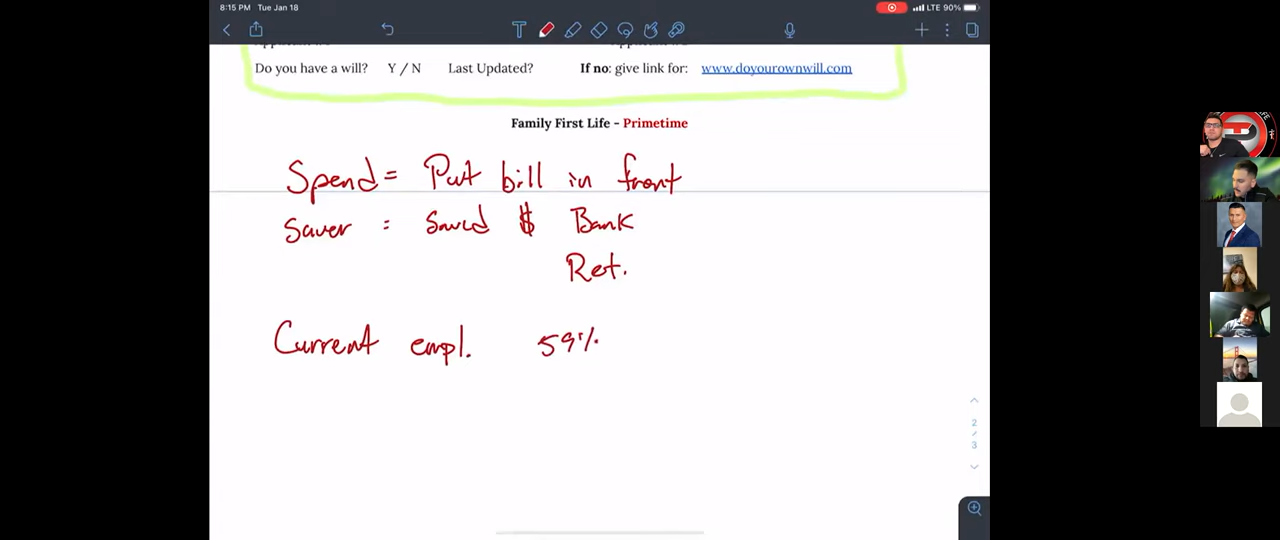 8:15 PM Tue Jan 18
LTE 90%
Do you have a will? Y / N Last Updated? If no: give link for: www.doyourownwill.com
Family First Life - Primetime
Spend = Put bill in front
Saver = Saved $ Bank
Ret.
Current empl. 59%
2
/
3